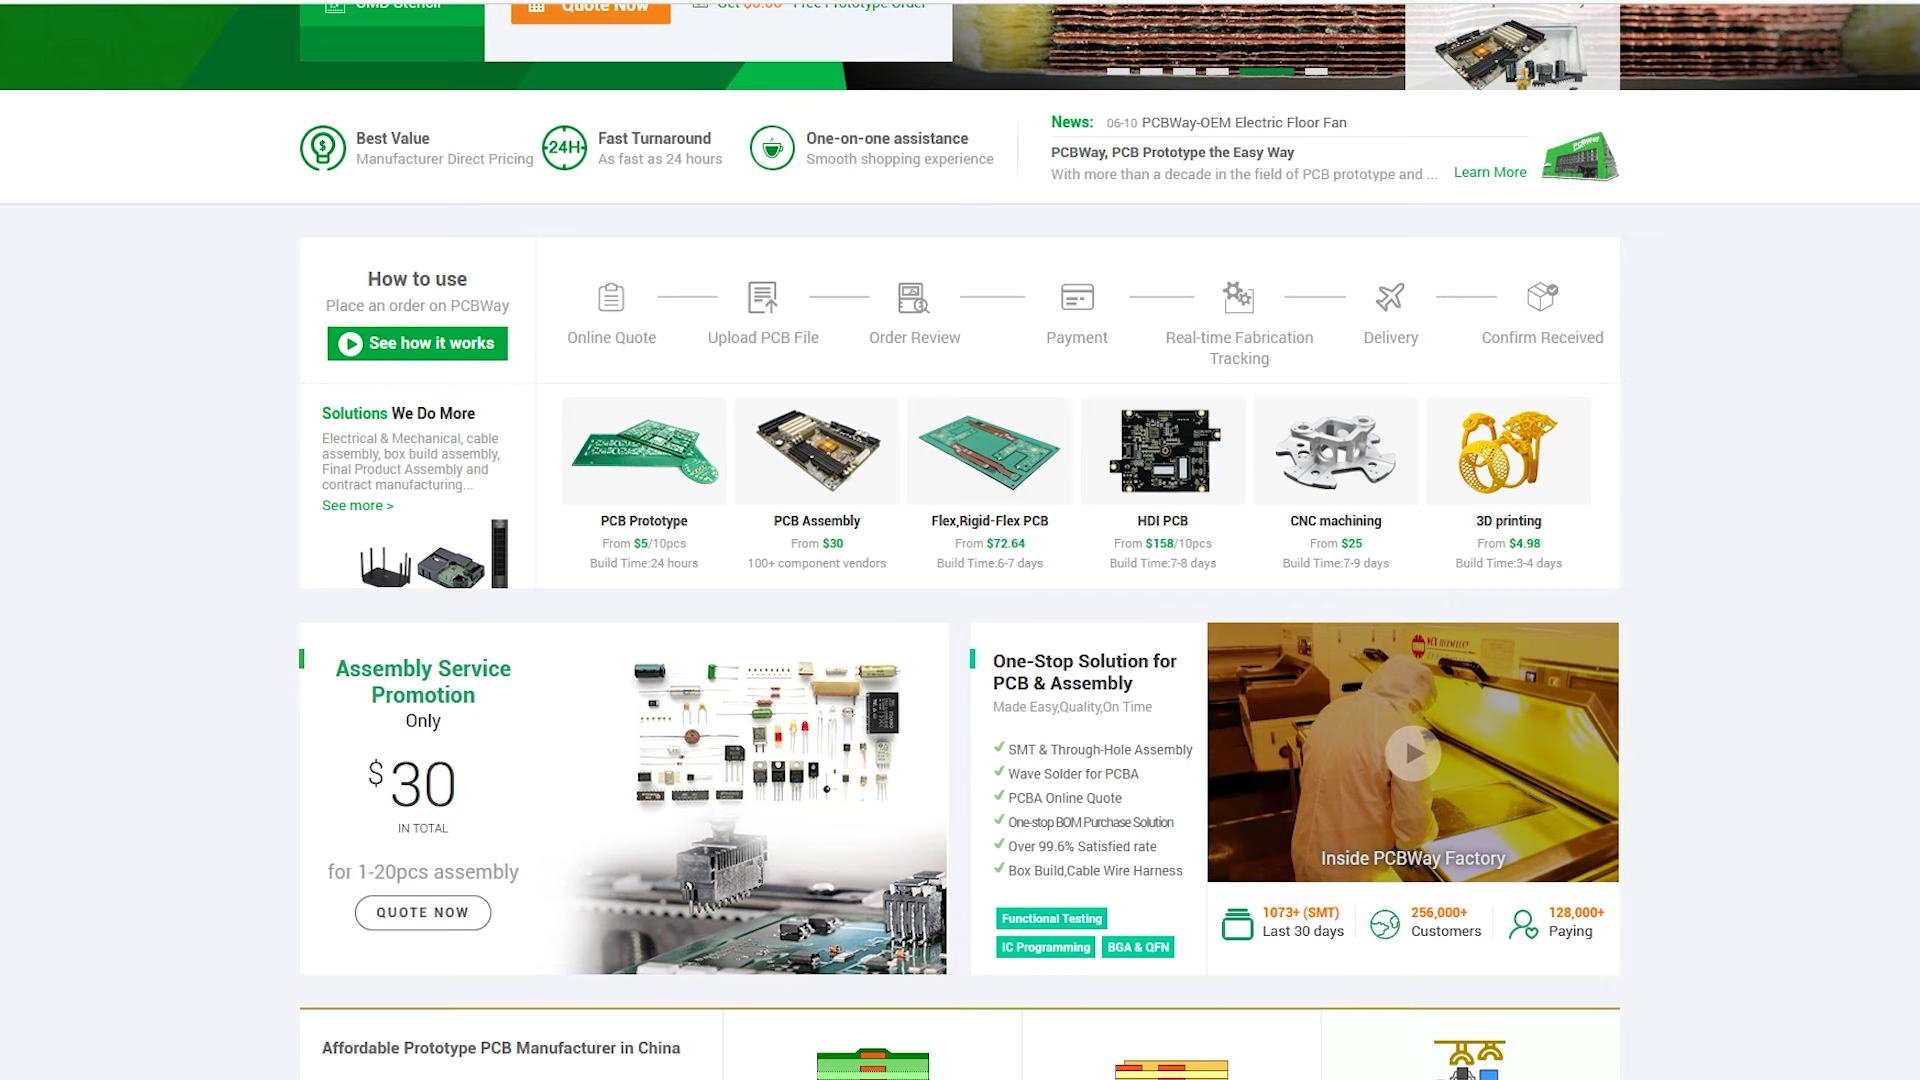 SMD Stencil
Quote Now
Get $5.00 Free Prototype Order
Best Value
Manufacturer Direct Pricing
24H
Fast Turnaround
As fast as 24 hours
One-on-one assistance
Smooth shopping experience
News: 06-10 PCBWay-OEM Electric Floor Fan
PCBWay, PCB Prototype the Easy Way
With more than a decade in the field of PCB prototype and ...
Learn More
PCBWay
How to use
Place an order on PCBWay
See how it works
Online Quote
Upload PCB File
Order Review
Payment
Real-time Fabrication
Tracking
Delivery
Confirm Received
Solutions We Do More
Electrical & Mechanical, cable
assembly, box build assembly,
Final Product Assembly and
contract manufacturing...
See more >
PCB Prototype
From $5/10pcs
Build Time:24 hours
PCB Assembly
From $30
100+ component vendors
Flex,Rigid-Flex PCB
From $72.64
Build Time:6-7 days
HDI PCB
From $158/10pcs
Build Time:7-8 days
CNC machining
From $25
Build Time:7-9 days
3D printing
From $4.98
Build Time:3-4 days
Assembly Service
Promotion
Only
$30
IN TOTAL
for 1-20pcs assembly
QUOTE NOW
One-Stop Solution for
PCB & Assembly
Made Easy,Quality,On Time
SMT & Through-Hole Assembly
Wave Solder for PCBA
PCBA Online Quote
One-stop BOM Purchase Solution
Over 99.6% Satisfied rate
Box Build,Cable Wire Harness
Functional Testing
IC Programming
BGA & QFN
Inside PCBWay Factory
1073+ (SMT)
Last 30 days
256,000+
Customers
128,000+
Paying
Affordable Prototype PCB Manufacturer in China